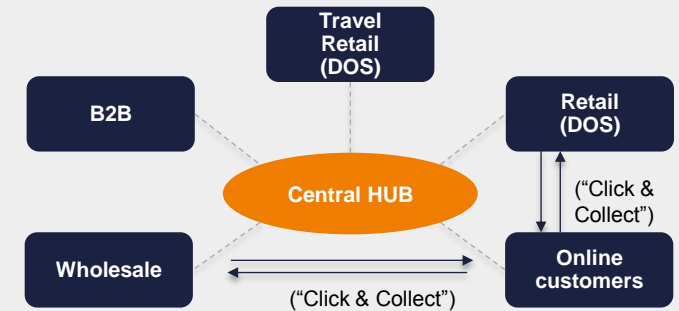 Travel
Retail
(DOS)
B2B
Retail
(DOS)
Central HUB
(“Click &
Collect”)
Wholesale
Online
customers
(“Click & Collect”)